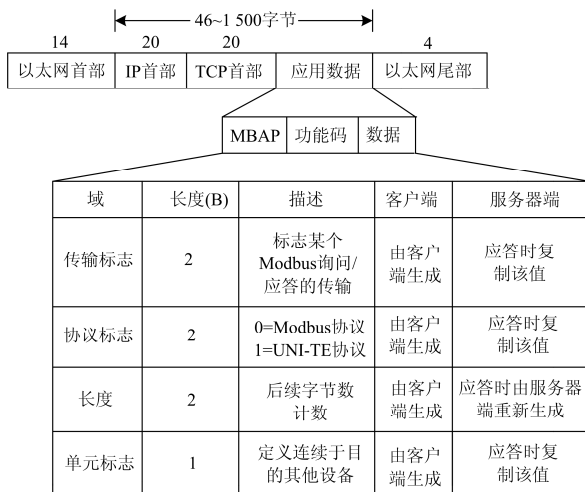 46~1 500字节
14 20 20 4
以太网首部 IP首部 TCP首部 应用数据 以太网尾部
MBAP 功能码 数据
域 长度(B) 描述 客户端 服务器端
传输标志 2 标志某个 由客户 应答时复
Modbus询问/ 端生成 制该值
应答的传输
协议标志 2 0=Modbus协议 由客户 应答时复
1=UNI-TE协议 端生成 制该值
长度 2 后续字节数 由客户 应答时由服务器
计数 端生成 端重新生成
单元标志 1 定义连续于目 由客户 应答时复
的其他设备 端生成 制该值